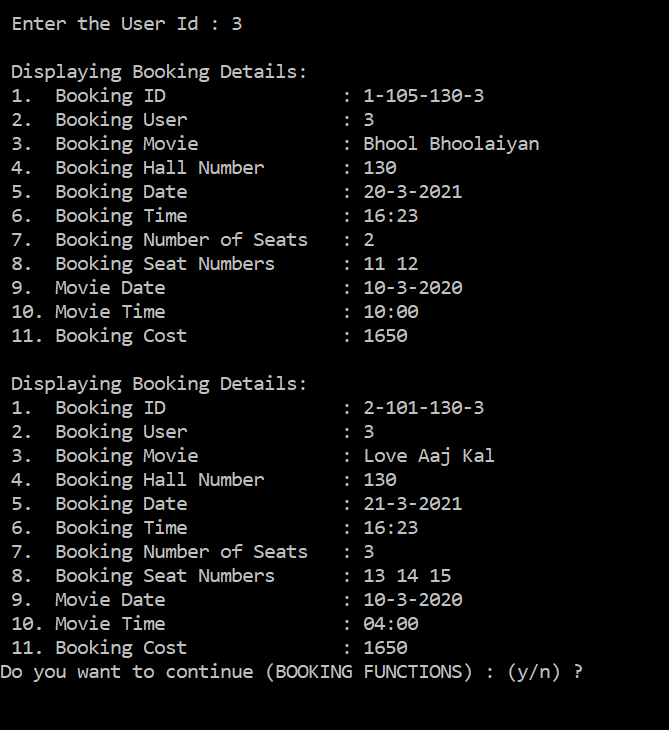 Enter the User Id : 3
Displaying Booking Details:
1.  Booking ID                : 1-105-130-3
2.  Booking User              : 3
3.  Booking Movie             : Bhool Bhoolaiyan
4.  Booking Hall Number       : 130
5.  Booking Date              : 20-3-2021
6.  Booking Time              : 16:23
7.  Booking Number of Seats   : 2
8.  Booking Seat Numbers      : 11 12
9.  Movie Date                : 10-3-2020
10. Movie Time                : 10:00
11. Booking Cost              : 1650
Displaying Booking Details:
1.  Booking ID                : 2-101-130-3
2.  Booking User              : 3
3.  Booking Movie             : Love Aaj Kal
4.  Booking Hall Number       : 130
5.  Booking Date              : 21-3-2021
6.  Booking Time              : 16:23
7.  Booking Number of Seats   : 3
8.  Booking Seat Numbers      : 13 14 15
9.  Movie Date                : 10-3-2020
10. Movie Time                : 04:00
11. Booking Cost              : 1650
Do you want to continue (BOOKING FUNCTIONS) : (y/n) ?